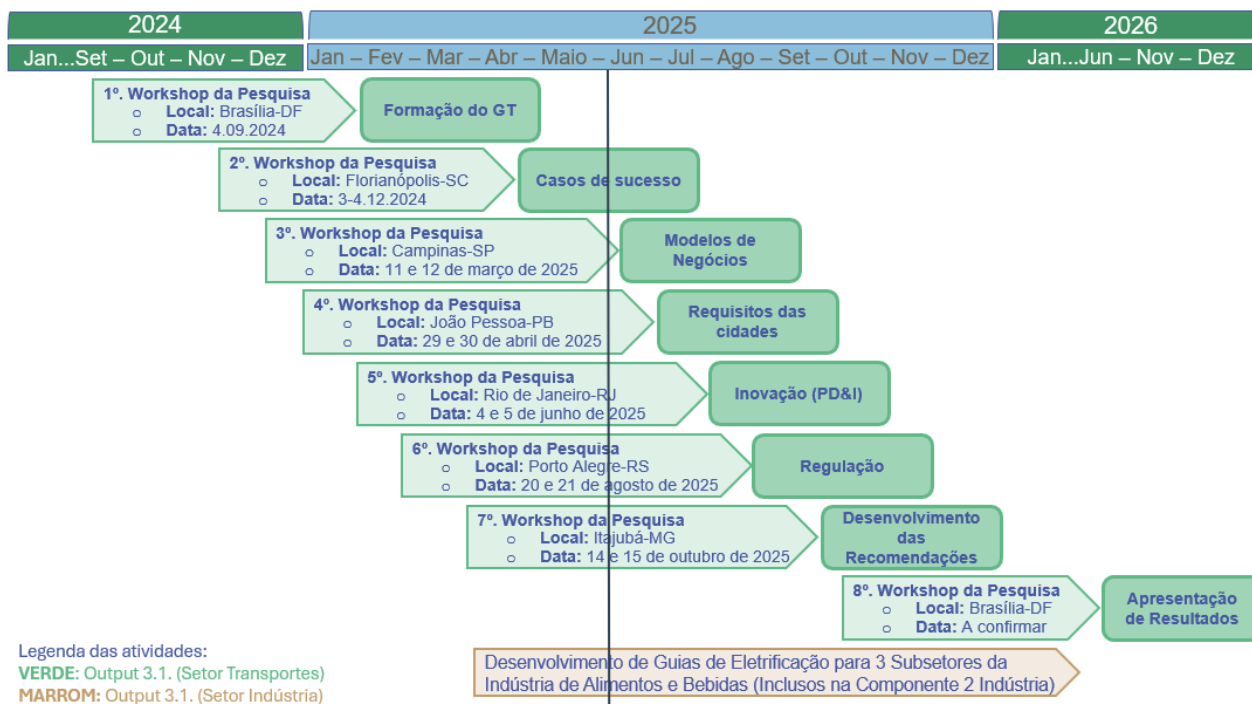 2024
2025
2026
Jan...Set – Out – Nov – Dez
Jan – Fev – Mar – Abr – Maio – Jun – Jul – Ago – Set – Out – Nov – Dez
Jan...Jun – Nov – Dez
1º. Workshop da Pesquisa
o Local: Brasília-DF
o Data: 4.09.2024
Formação do GT
2º. Workshop da Pesquisa
o Local: Florianópolis-SC
o Data: 3-4.12.2024
Casos de sucesso
3º. Workshop da Pesquisa
o Local: Campinas-SP
o Data: 11 e 12 de março de 2025
Modelos de
Negócios
4º. Workshop da Pesquisa
o Local: João Pessoa-PB
o Data: 29 e 30 de abril de 2025
Requisitos das
cidades
5º. Workshop da Pesquisa
o Local: Rio de Janeiro-RJ
o Data: 4 e 5 de junho de 2025
Inovação (PD&I)
6º. Workshop da Pesquisa
o Local: Porto Alegre-RS
o Data: 20 e 21 de agosto de 2025
Regulação
7º. Workshop da Pesquisa
o Local: Itajubá-MG
o Data: 14 e 15 de outubro de 2025
Desenvolvimento
das
Recomendações
8º. Workshop da Pesquisa
o Local: Brasília-DF
o Data: A confirmar
Apresentação
de Resultados
Legenda das atividades:
VERDE: Output 3.1. (Setor Transportes)
MARROM: Output 3.1. (Setor Indústria)
Desenvolvimento de Guias de Eletrificação para 3 Subsetores da
Indústria de Alimentos e Bebidas (Inclusos na Componente 2 Indústria)